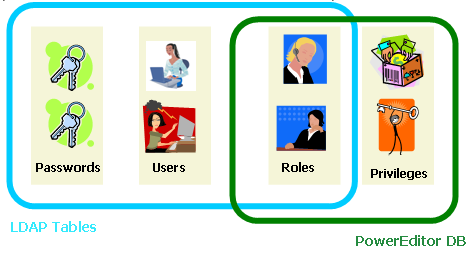 Passwords Users Roles Privileges
LDAP Tables
PowerEditor DB